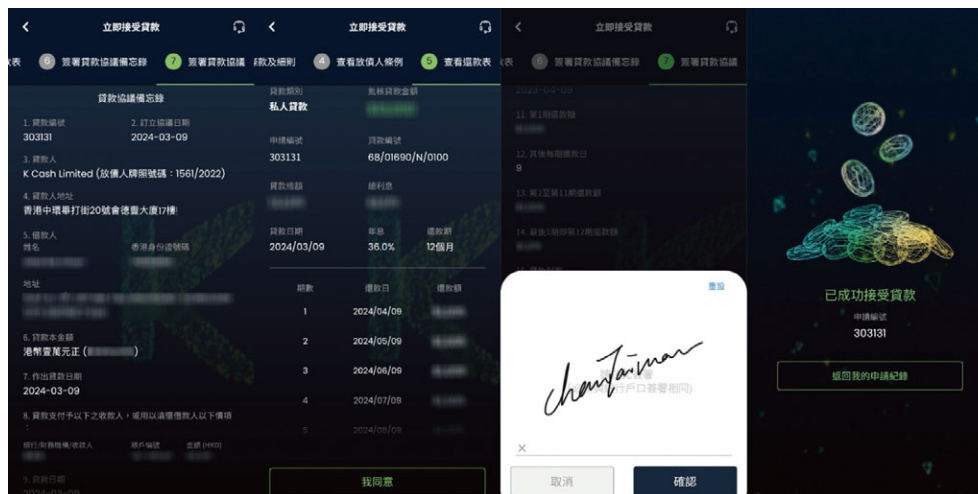 立即接受貸款
表
6 簽署貸款協議備忘錄
7 簽署貸款協議
貸款協議備忘錄
1. 貸款編號
2. 訂立協議日期
303131
2024-03-09
3. 貸款人
K Cash Limited (放債人牌照號碼：1561/2022)
4. 貸款人地址
香港中環畢打街20號會德豐大廈17樓
5. 借款人
姓名
香港身份證號碼
地址
6. 貸款本金額
港幣壹萬元正 (
)
7. 作出貸款日期
2024-03-09
8. 貸款支付予以下之收款人，或用以清還借款人以下債項
:
銀行/財務機構/收款人
賬戶編號
金額 (HKD)
9. 貸款日期
2024-03-09
立即接受貸款
款及細則
4 查看放債人條例
5 查看還款表
貸款類別
批核貸款金額
私人貸款
申請編號
貸款編號
303131
68/01690/N/0100
貸款總額
總利息
貸款日期
年息
還款期
2024/03/09
36.0%
12個月
期數
還款日
還款額
1
2024/04/09
2
2024/05/09
3
2024/06/09
4
2024/07/09
5
2024/08/09
我同意
立即接受貸款
表
6 簽署貸款協議備忘錄
7 簽署貸款協議
2023-04-09
11. 第1期還款額
12. 其後每期還款日
9
13. 第2至第11期還款額
14. 最後1期即第12期還款額
重設
Chan Tai man
行戶口簽署相同)
×
取消
確認
已成功接受貸款
申請編號
303131
返回我的申請紀錄